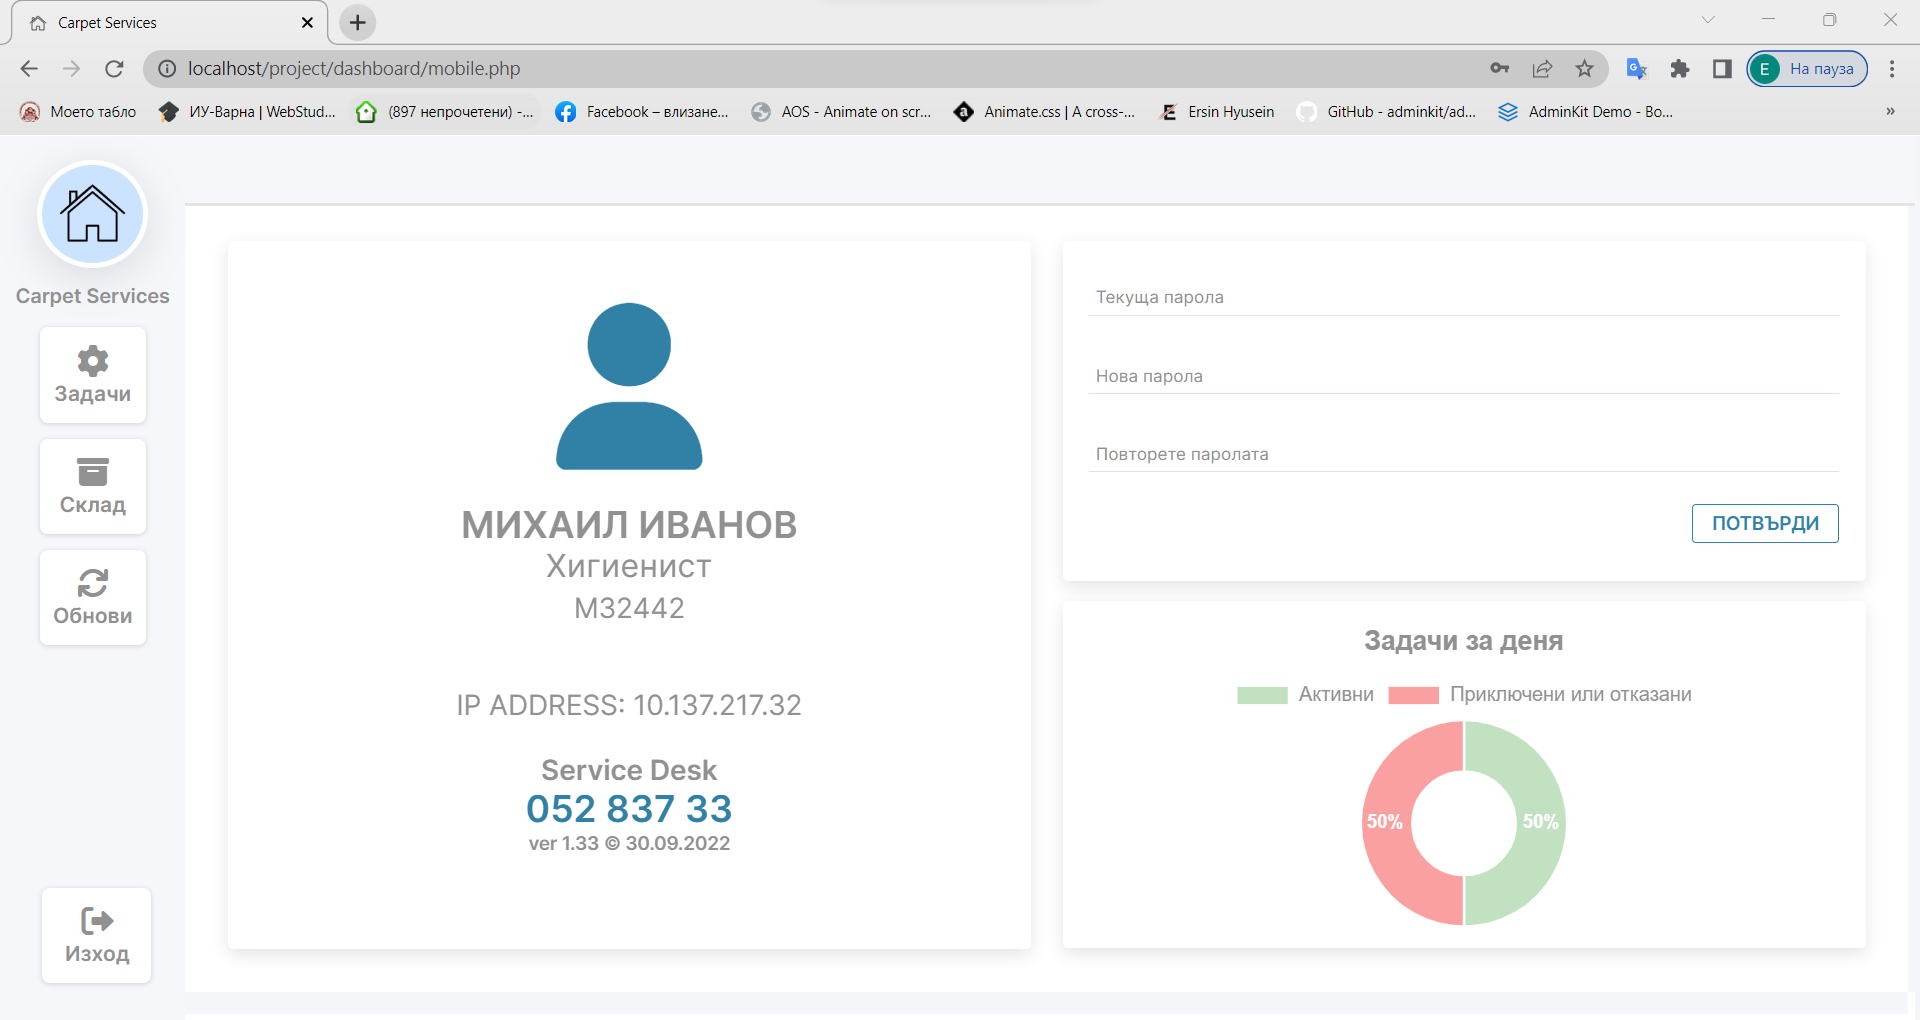 Carpet Services
localhost/project/dashboard/mobile.php
E
На пауза
Моето табло
ИУ-Варна | WebStud...
(897 непрочетени) -...
Facebook – влизане...
AOS - Animate on scr...
Animate.css | A cross-...
Ersin Hyusein
GitHub - adminkit/ad...
AdminKit Demo - Bo...
»
Carpet Services
Задачи
Склад
Обнови
Изход
МИХАИЛ ИВАНОВ
Хигиенист
M32442
IP ADDRESS: 10.137.217.32
Service Desk
052 837 33
ver 1.33 © 30.09.2022
Текуща парола
Нова парола
Повторете паролата
ПОТВЪРДИ
Задачи за деня
Активни
Приключени или отказани
50%
50%